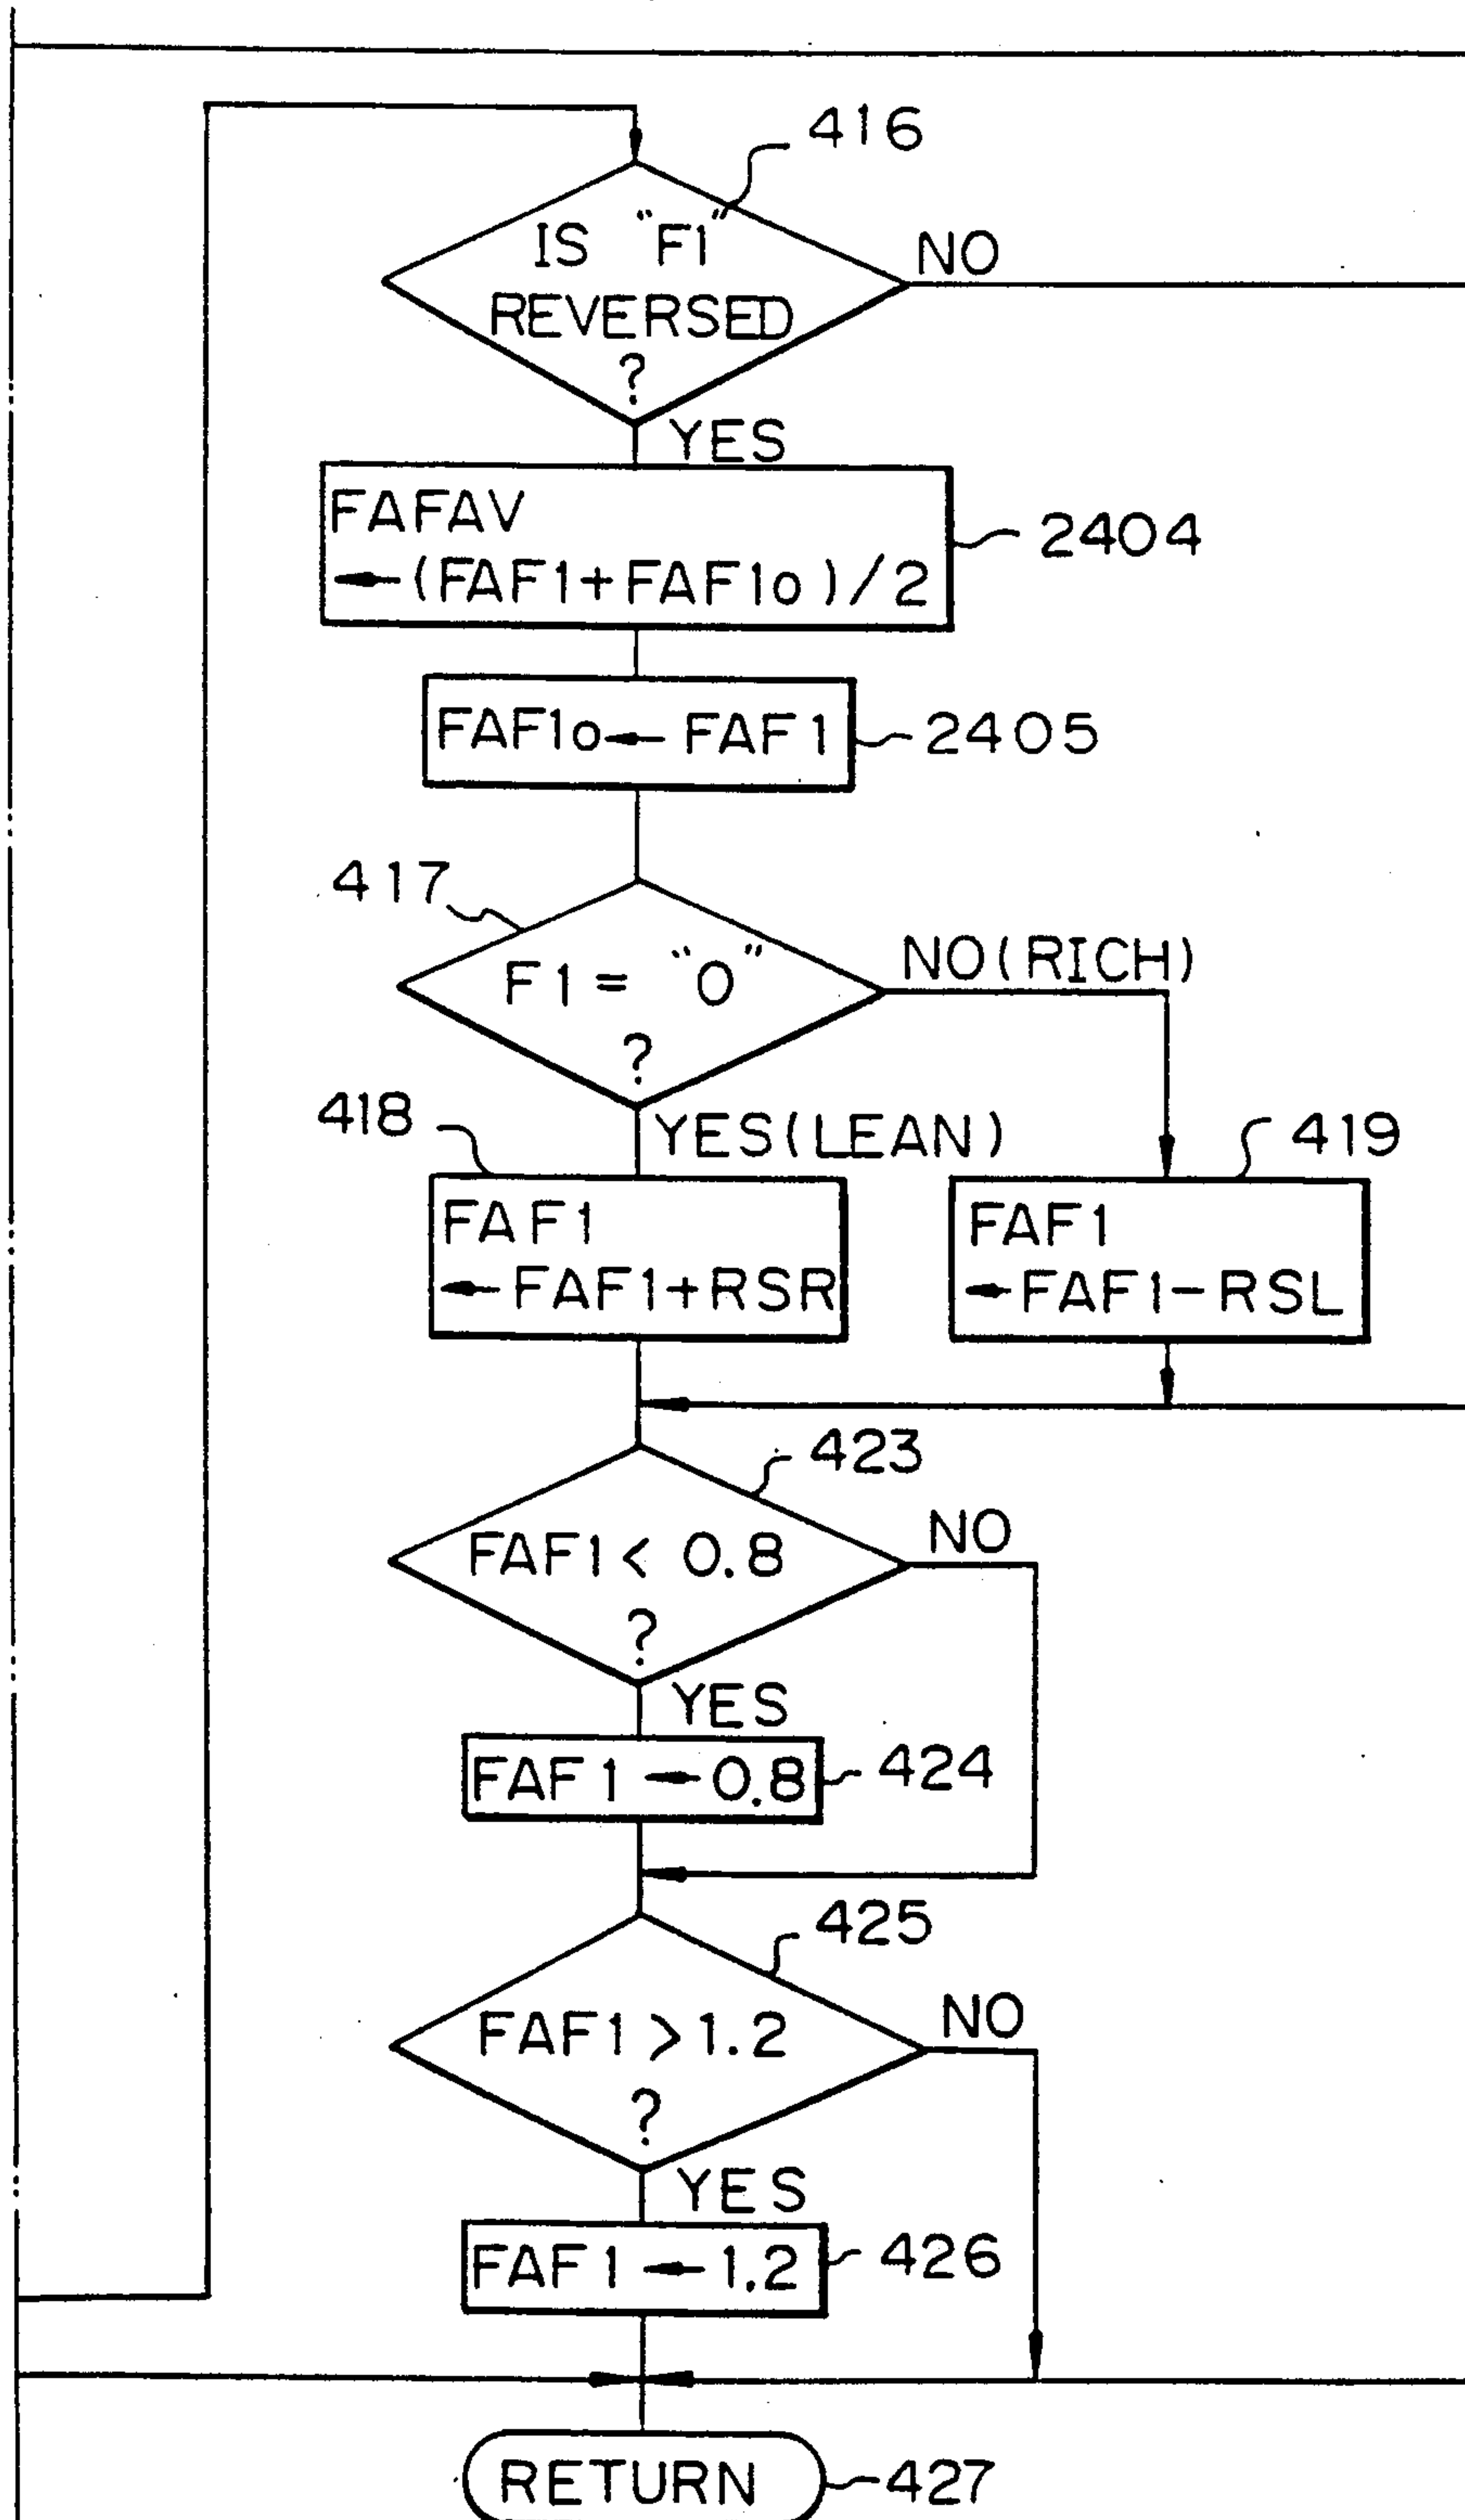 416
IS "F1"
REVERSED
?
NO
YES
FAFAV
←(FAF1+FAF1o)/2
2404
FAF1o← FAF1
2405
417
F1= "0"
?
NO(RICH)
YES(LEAN)
418
FAF1
←FAF1+RSR
419
FAF1
←FAF1-RSL
423
FAF1< 0.8
?
NO
YES
FAF1 ←0.8
424
425
FAF1 >1.2
?
NO
YES
FAF1 ← 1.2
426
RETURN
427